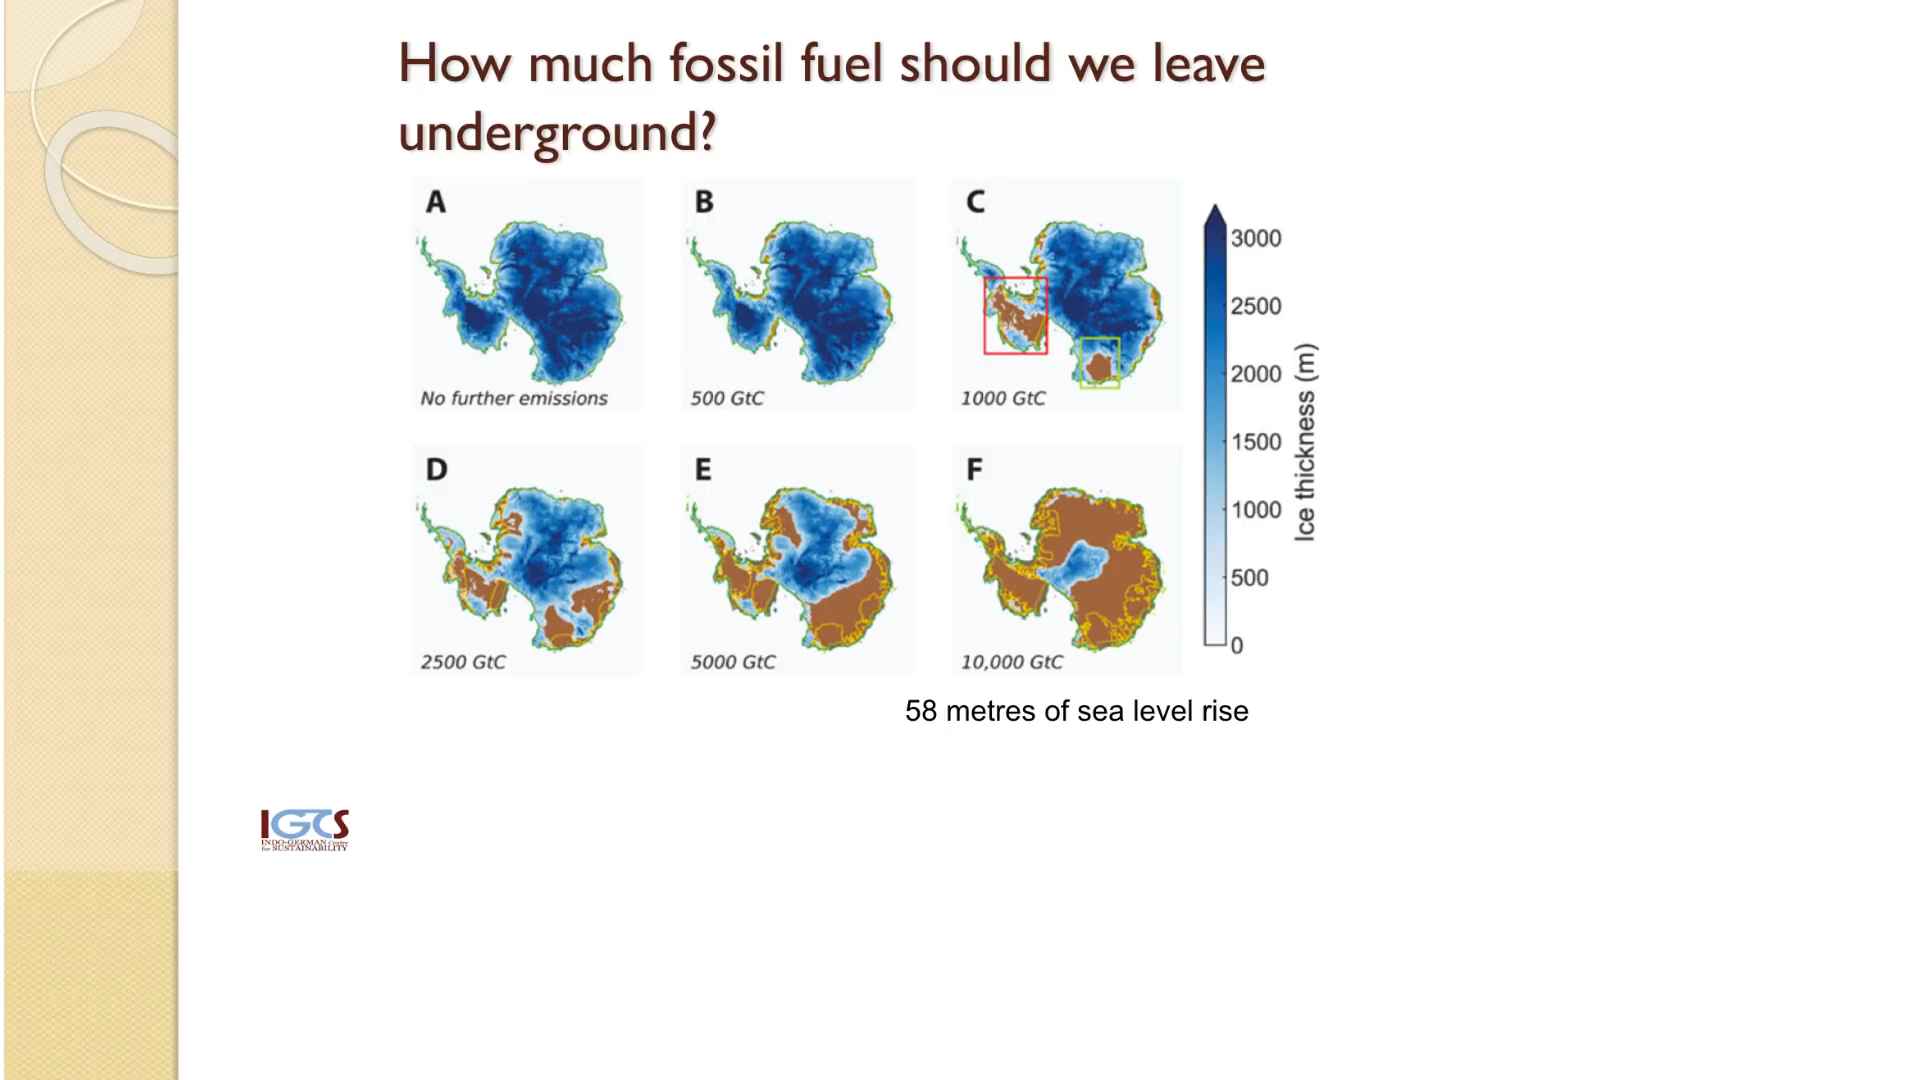 How much fossil fuel should we leave
underground?
A
B
C
No further emissions
500 GtC
1000 GtC
D
E
F
2500 GtC
5000 GtC
10,000 GtC
3000
2500
2000
1500
1000
500
0
Ice thickness (m)
58 metres of sea level rise
IGCS
INDO-GERMAN Centre
for SUSTAINABILITY